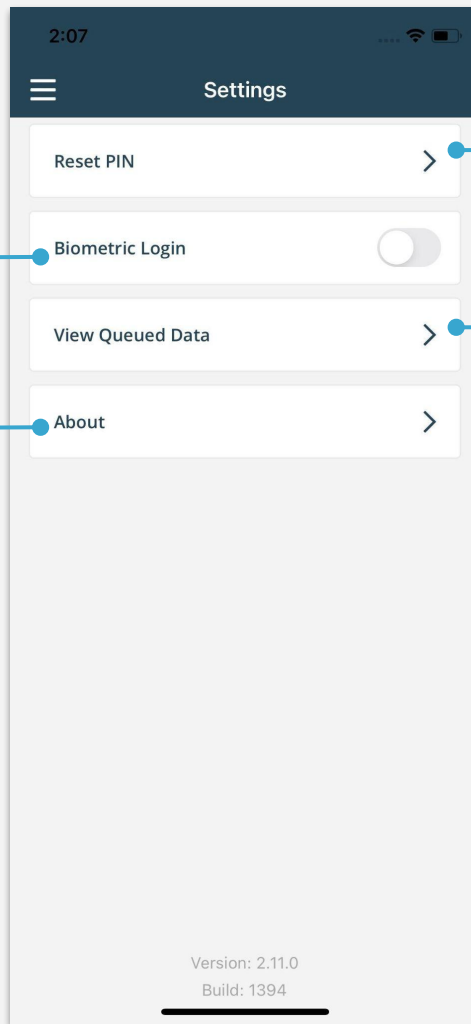 2:07
Settings
Reset PIN
Biometric Login
View Queued Data
About
Version: 2.11.0
Build: 1394